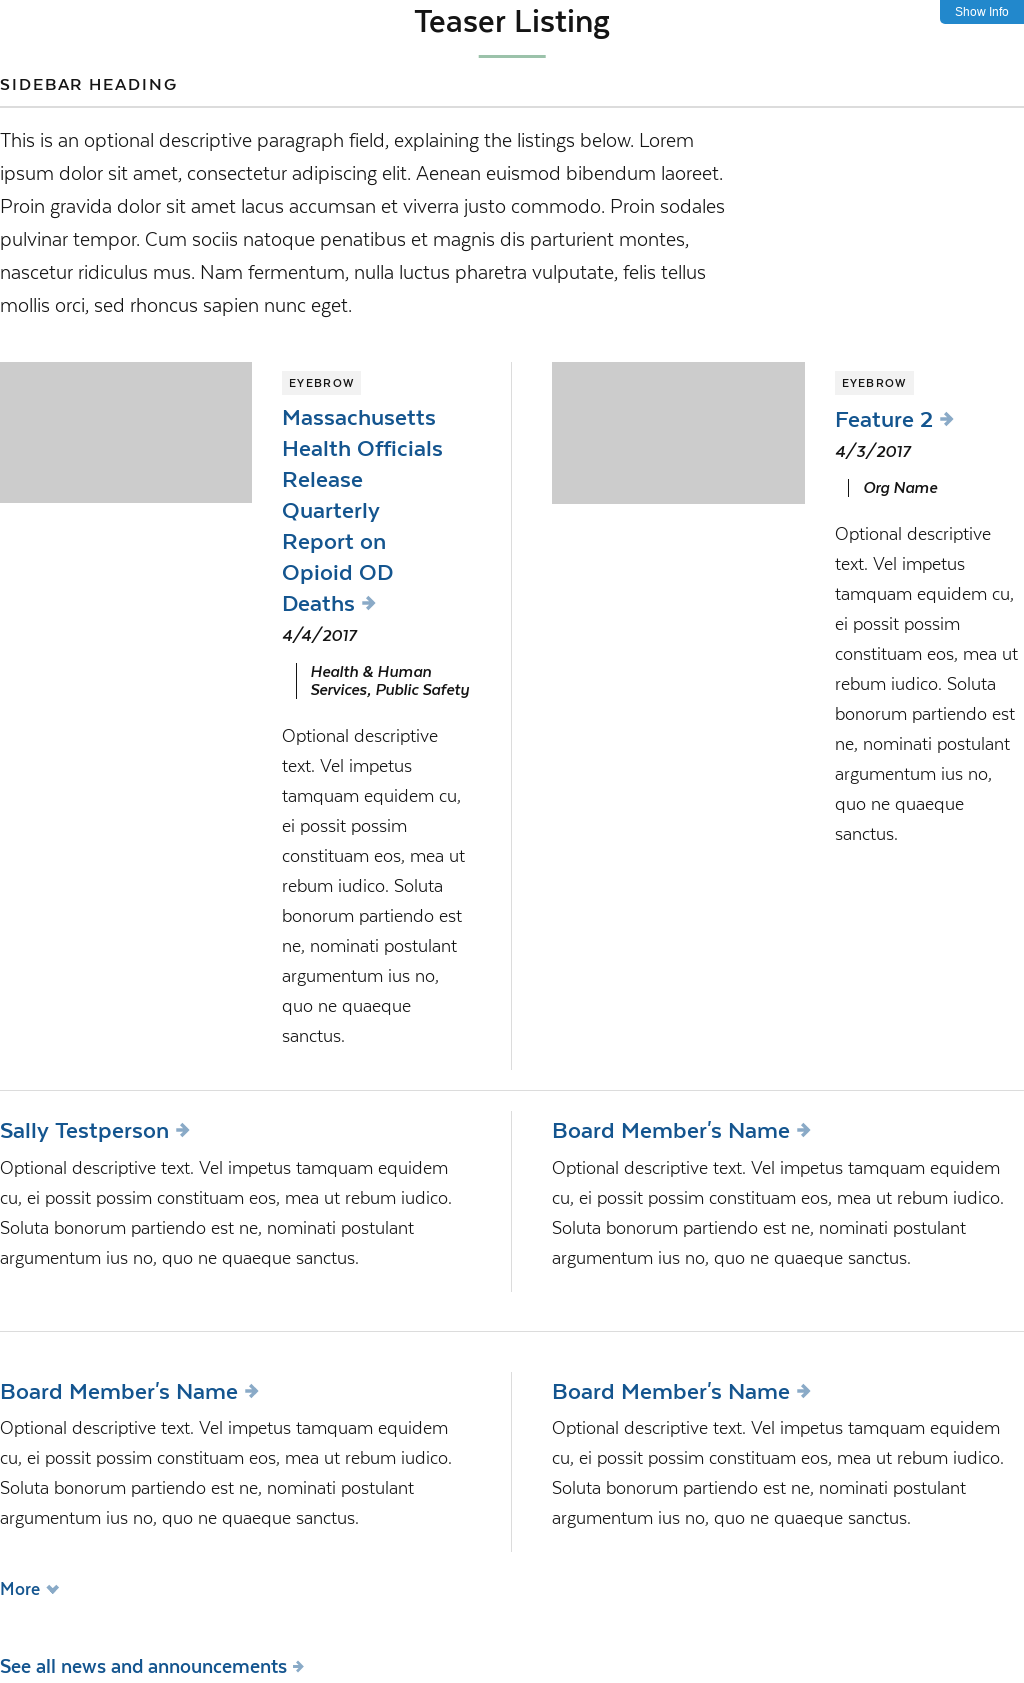 Teaser Listing
Show Info
SIDEBAR HEADING
This is an optional descriptive paragraph field, explaining the listings below. Lorem
ipsum dolor sit amet, consectetur adipiscing elit. Aenean euismod bibendum laoreet.
Proin gravida dolor sit amet lacus accumsan et viverra justo commodo. Proin sodales
pulvinar tempor. Cum sociis natoque penatibus et magnis dis parturient montes,
nascetur ridiculus mus. Nam fermentum, nulla luctus pharetra vulputate, felis tellus
mollis orci, sed rhoncus sapien nunc eget.
EYEBROW
Massachusetts
Health Officials
Release
Quarterly
Report on
Opioid OD
Deaths
4/4/2017
Health & Human
Services, Public Safety
Optional descriptive
text. Vel impetus
tamquam equidem cu,
ei possit possim
constituam eos, mea ut
rebum iudico. Soluta
bonorum partiendo est
ne, nominati postulant
argumentum ius no,
quo ne quaeque
sanctus.
EYEBROW
Feature 2
4/3/2017
Org Name
Optional descriptive
text. Vel impetus
tamquam equidem cu,
ei possit possim
constituam eos, mea ut
rebum iudico. Soluta
bonorum partiendo est
ne, nominati postulant
argumentum ius no,
quo ne quaeque
sanctus.
Sally Testperson
Optional descriptive text. Vel impetus tamquam equidem
cu, ei possit possim constituam eos, mea ut rebum iudico.
Soluta bonorum partiendo est ne, nominati postulant
argumentum ius no, quo ne quaeque sanctus.
Board Member's Name
Optional descriptive text. Vel impetus tamquam equidem
cu, ei possit possim constituam eos, mea ut rebum iudico.
Soluta bonorum partiendo est ne, nominati postulant
argumentum ius no, quo ne quaeque sanctus.
Board Member's Name
Optional descriptive text. Vel impetus tamquam equidem
cu, ei possit possim constituam eos, mea ut rebum iudico.
Soluta bonorum partiendo est ne, nominati postulant
argumentum ius no, quo ne quaeque sanctus.
Board Member's Name
Optional descriptive text. Vel impetus tamquam equidem
cu, ei possit possim constituam eos, mea ut rebum iudico.
Soluta bonorum partiendo est ne, nominati postulant
argumentum ius no, quo ne quaeque sanctus.
More
See all news and announcements